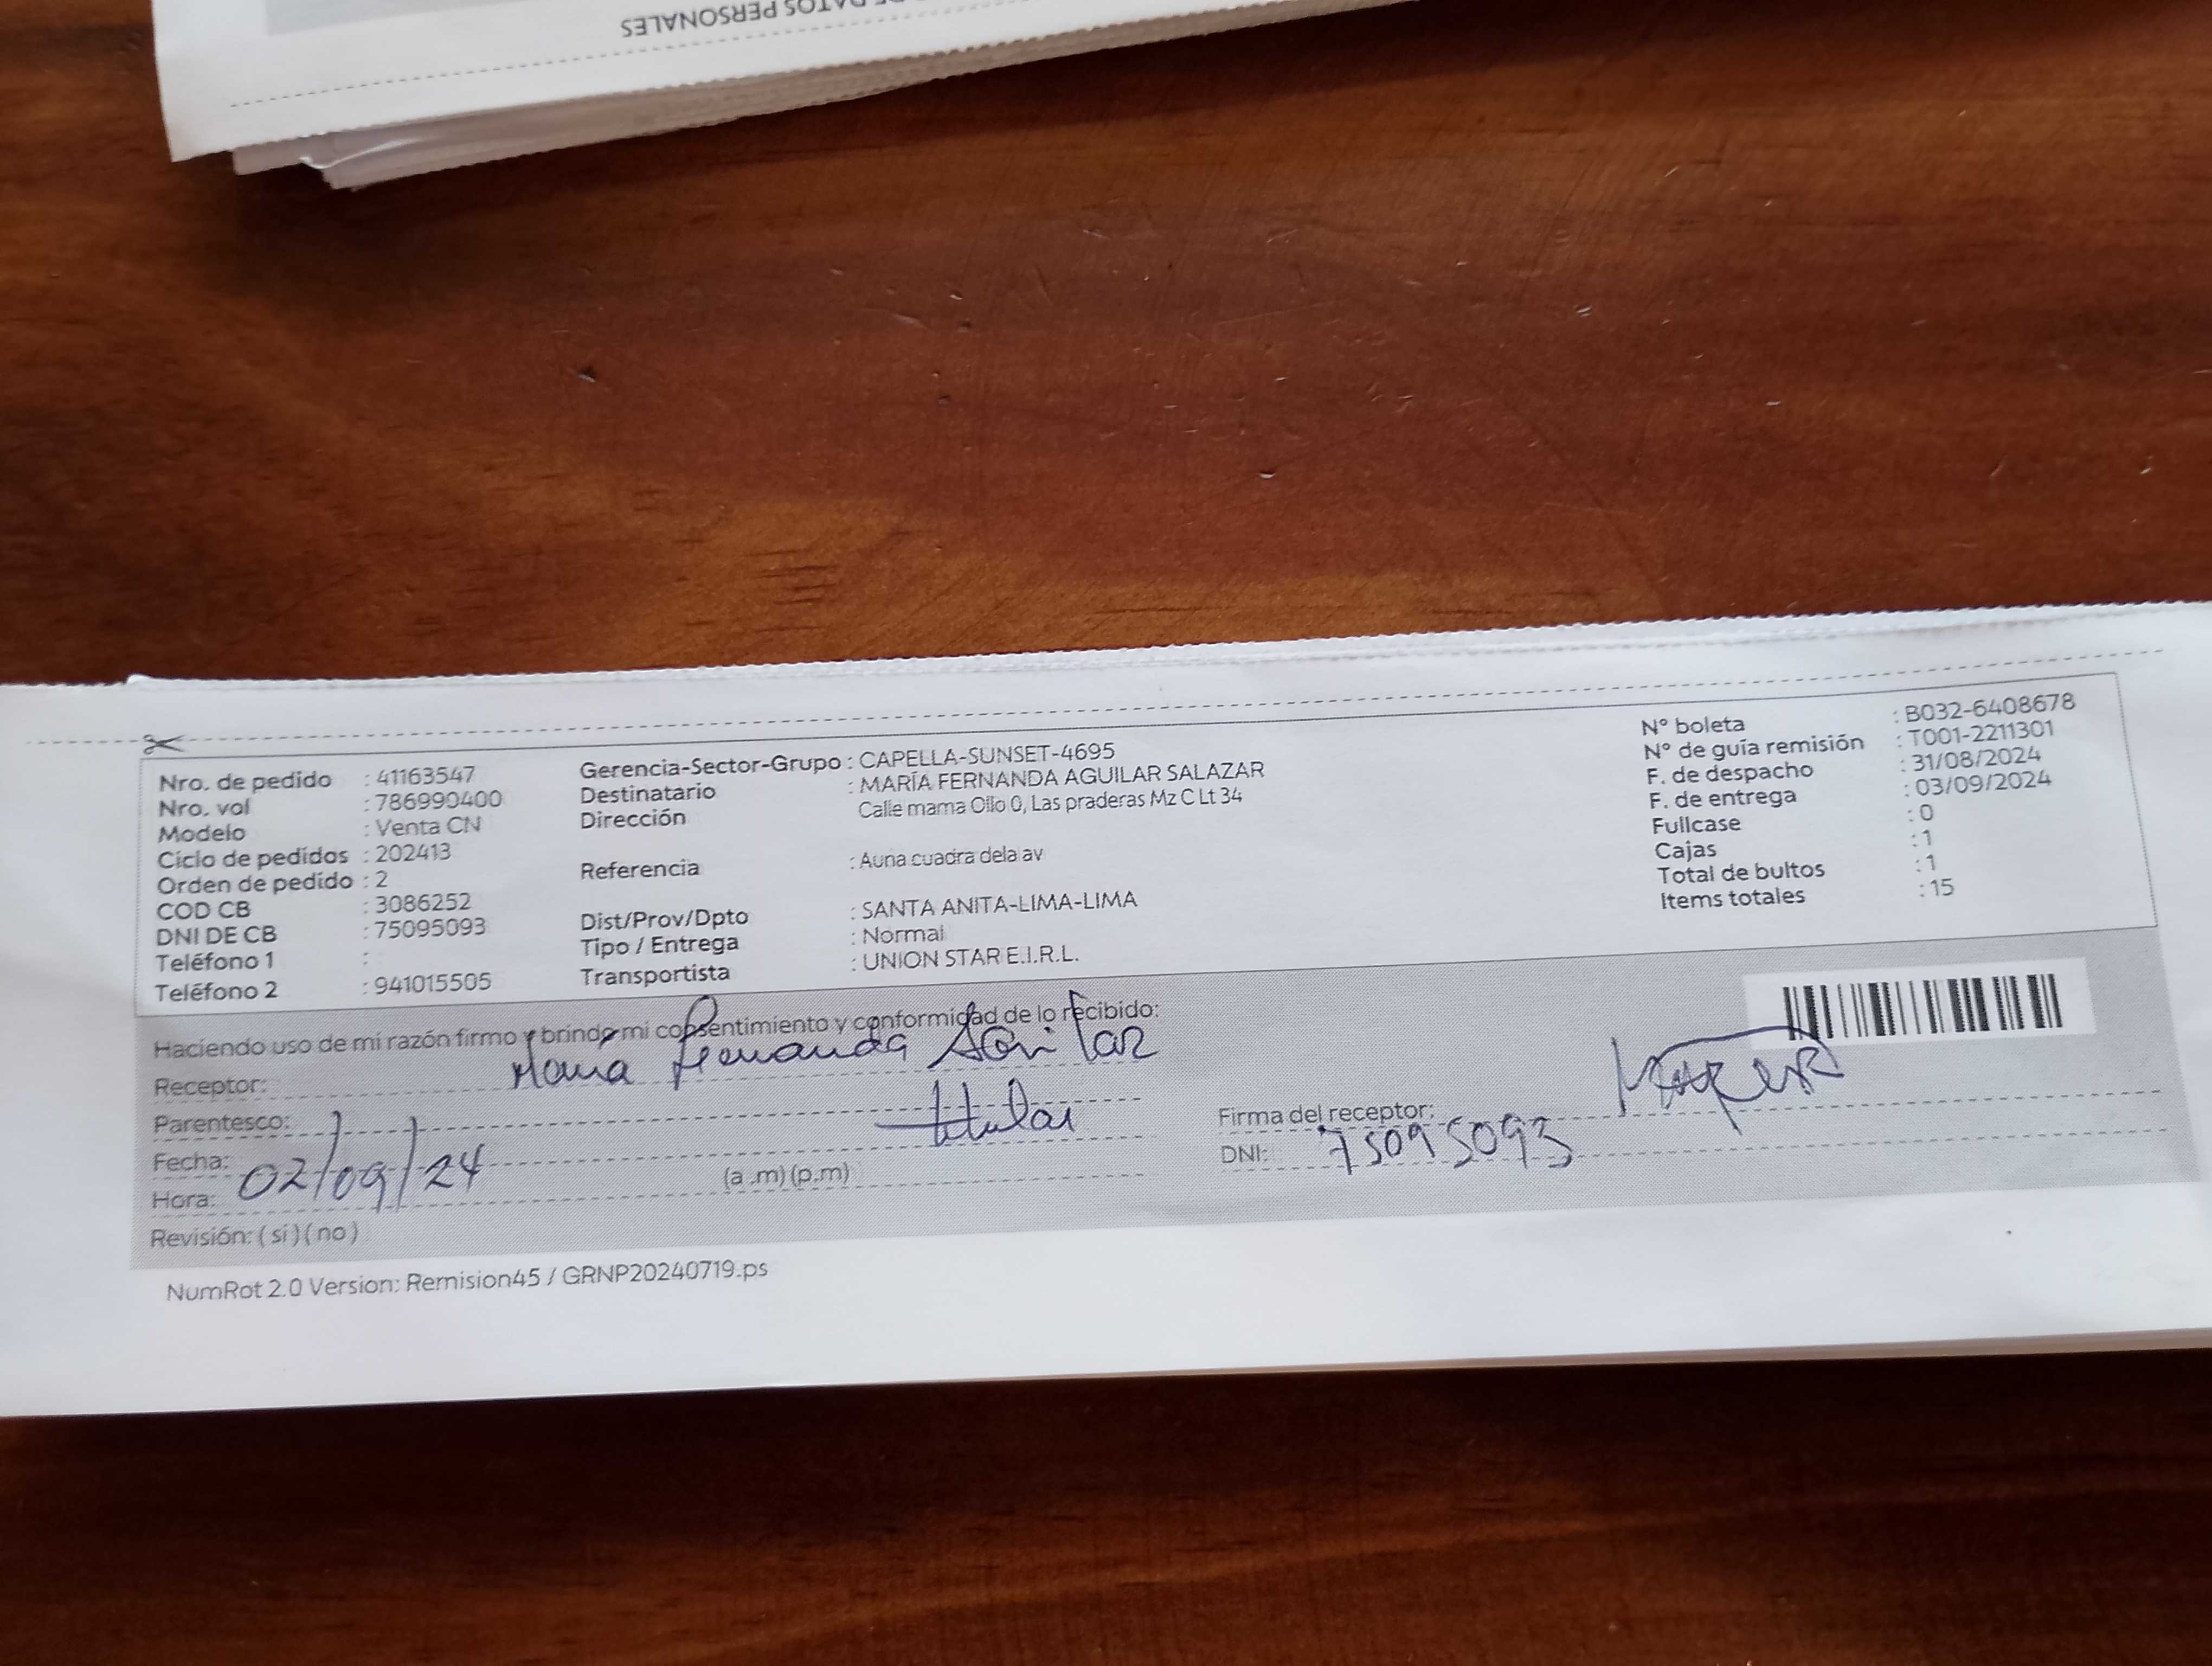 DE DATOS PERSONALES
Nro. de pedido : 41163547
Nro. vol : 786990400
Modelo : Venta CN
Ciclo de pedidos : 202413
Orden de pedido : 2
COD CB : 3086252
DNI DE CB : 75095093
Teléfono 1 :
Teléfono 2 : 941015505
Gerencia-Sector-Grupo : CAPELLA-SUNSET-4695
Destinatario : MARÍA FERNANDA AGUILAR SALAZAR
Dirección Calle mama Ollo 0, Las praderas Mz C Lt 34
Referencia : Auna cuadra dela av
Dist/Prov/Dpto : SANTA ANITA-LIMA-LIMA
Tipo / Entrega : Normal
Transportista : UNION STAR E.I.R.L.
N° boleta : B032-6408678
N° de guía remisión : T001-2211301
F. de despacho : 31/08/2024
F. de entrega : 03/09/2024
Fullcase : 0
Cajas : 1
Total de bultos : 1
Items totales : 15
Haciendo uso de mi razón firmo y brindo mi consentimiento y conformidad de lo recibido:
Receptor: María Fernanda Aguilar
Parentesco: titular
Fecha: 02/09/24
Hora: (a .m) (p.m)
Revisión: ( si ) ( no )
Firma del receptor:
DNI: 75095093
NumRot 2.0 Version: Remision45 / GRNP20240719.ps